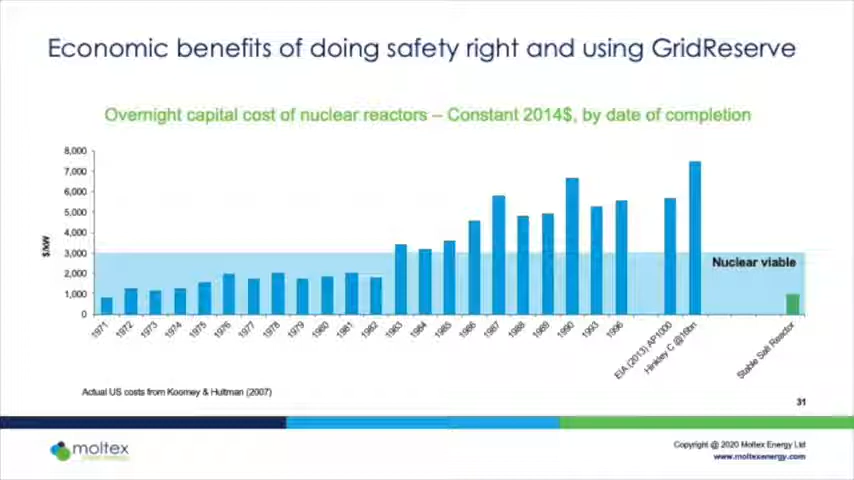 Economic benefits of doing safety right and using GridReserve
Overnight capital cost of nuclear reactors – Constant 2014$, by date of completion
$/kW
8,000
7,000
6,000
5,000
4,000
3,000
2,000
1,000
0
Nuclear viable
1971 1972 1973 1974 1975 1976 1977 1978 1979 1980 1981 1982 1983 1984 1985 1986 1987 1988 1989 1990 1993 1996 EIA (2013) AP1000 Hinkley C @16bn Stable Salt Reactor
Actual US costs from Koomey & Hultman (2007)
31
moltex
Copyright @ 2020 Moltex Energy Ltd
www.moltexenergy.com